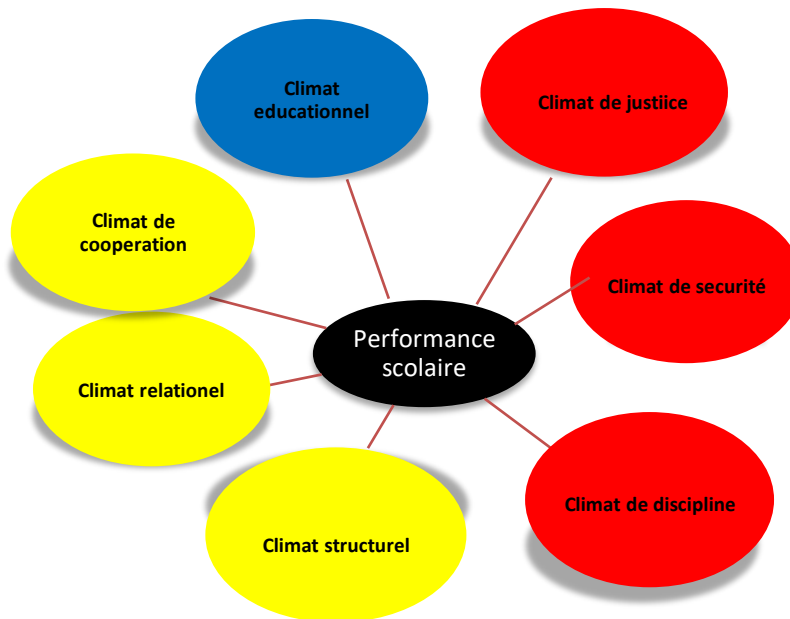 Climat
educationnel
Climat de justiice
Climat de
cooperation
Climat de securité
Performance
scolaire
Climat relationel
Climat de discipline
Climat structurel